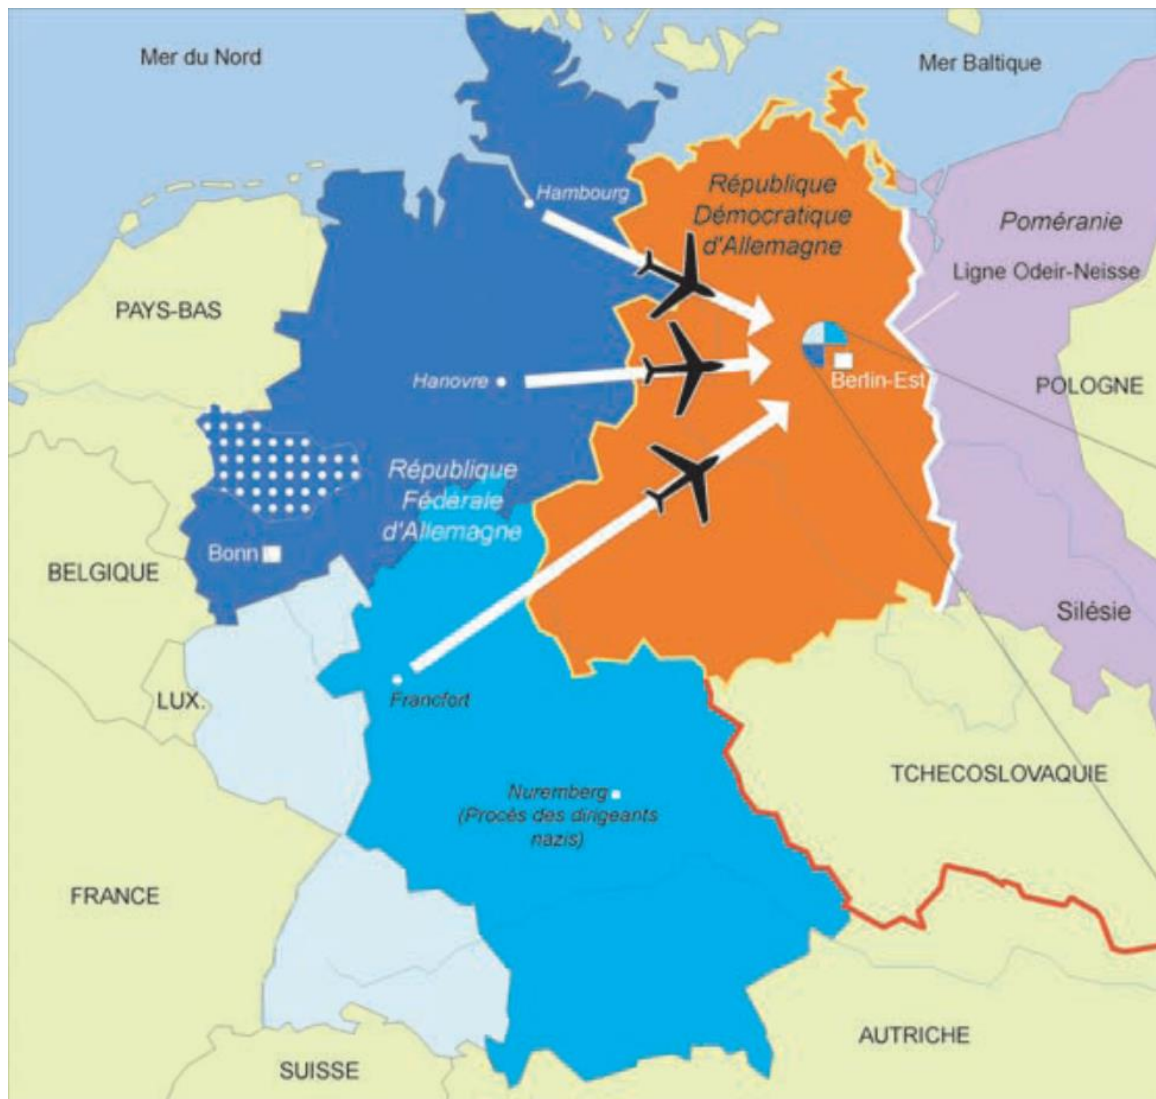 Mer du Nord
Mer Baltique
Hambourg
République
Démocratique
d'Allemagne
Poméranie
Ligne Odeir-Neisse
PAYS-BAS
Hanovre
Berlin-Est
POLOGNE
République
Fédérale
d'Allemagne
Bonn
BELGIQUE
Silésie
LUX.
Francfort
TCHECOSLOVAQUIE
Nuremberg
(Procès des dirigeants
nazis)
FRANCE
AUTRICHE
SUISSE